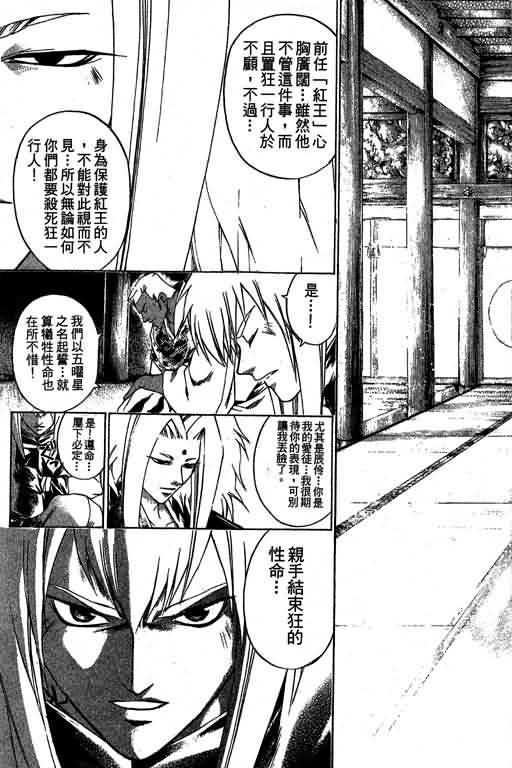 前任「紅王」心
胸廣闊…雖然他
不管這件事，而
且置狂一行人於
不顧，不過…
身為保護紅王的人
，不能對此視而不
見…所以無論如何
你們都要殺死狂一
行人！
是…！
我們以五曜星
之名起誓…就
算犧牲性命也
在所不惜！
尤其是辰伶…你是
我的愛徒…我很期
待你的表現，可別
讓我丟臉了。
是！遵命…
屬下必定…
親手結束狂的
性命…